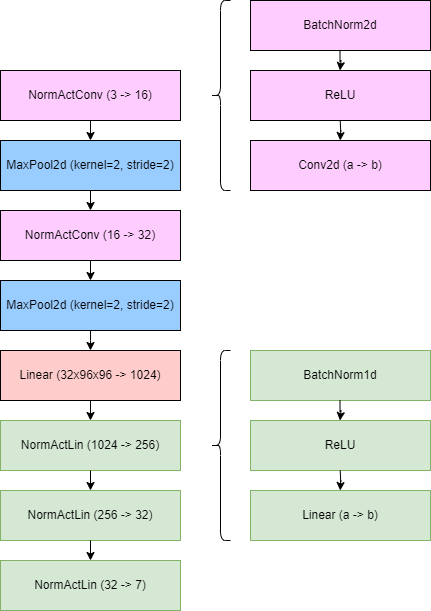 NormActConv (3 -> 16)
MaxPool2d (kernel=2, stride=2)
NormActConv (16 -> 32)
MaxPool2d (kernel=2, stride=2)
Linear (32x96x96 -> 1024)
NormActLin (1024 -> 256)
NormActLin (256 -> 32)
NormActLin (32 -> 7)
BatchNorm2d
ReLU
Conv2d (a -> b)
BatchNorm1d
ReLU
Linear (a -> b)